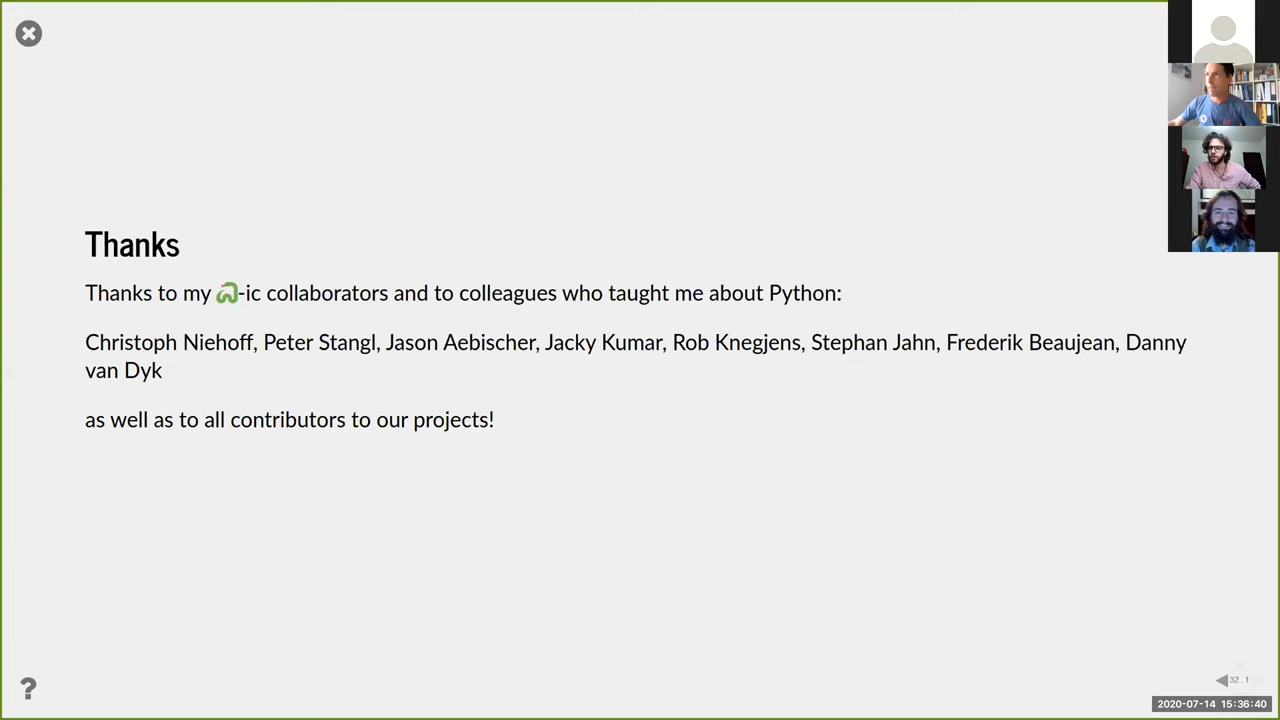 Thanks
Thanks to my 🐍-ic collaborators and to colleagues who taught me about Python:
Christoph Niehoff, Peter Stangl, Jason Aebischer, Jacky Kumar, Rob Knegjens, Stephan Jahn, Frederik Beaujean, Danny
van Dyk
as well as to all contributors to our projects!
?
32.1
2020-07-14 15:36:40